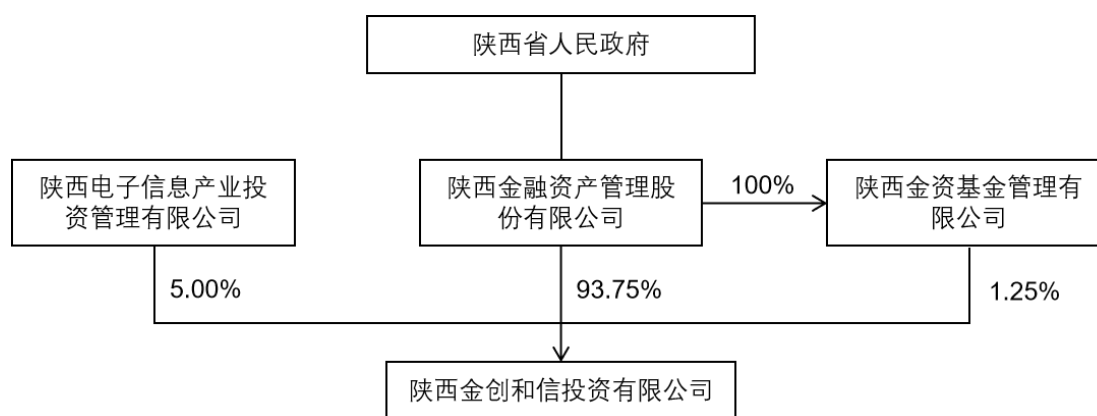 陕西省人民政府
陕西电子信息产业投
资管理有限公司
陕西金融资产管理股
份有限公司
100%
陕西金资基金管理有
限公司
5.00%
93.75%
1.25%
陕西金创和信投资有限公司